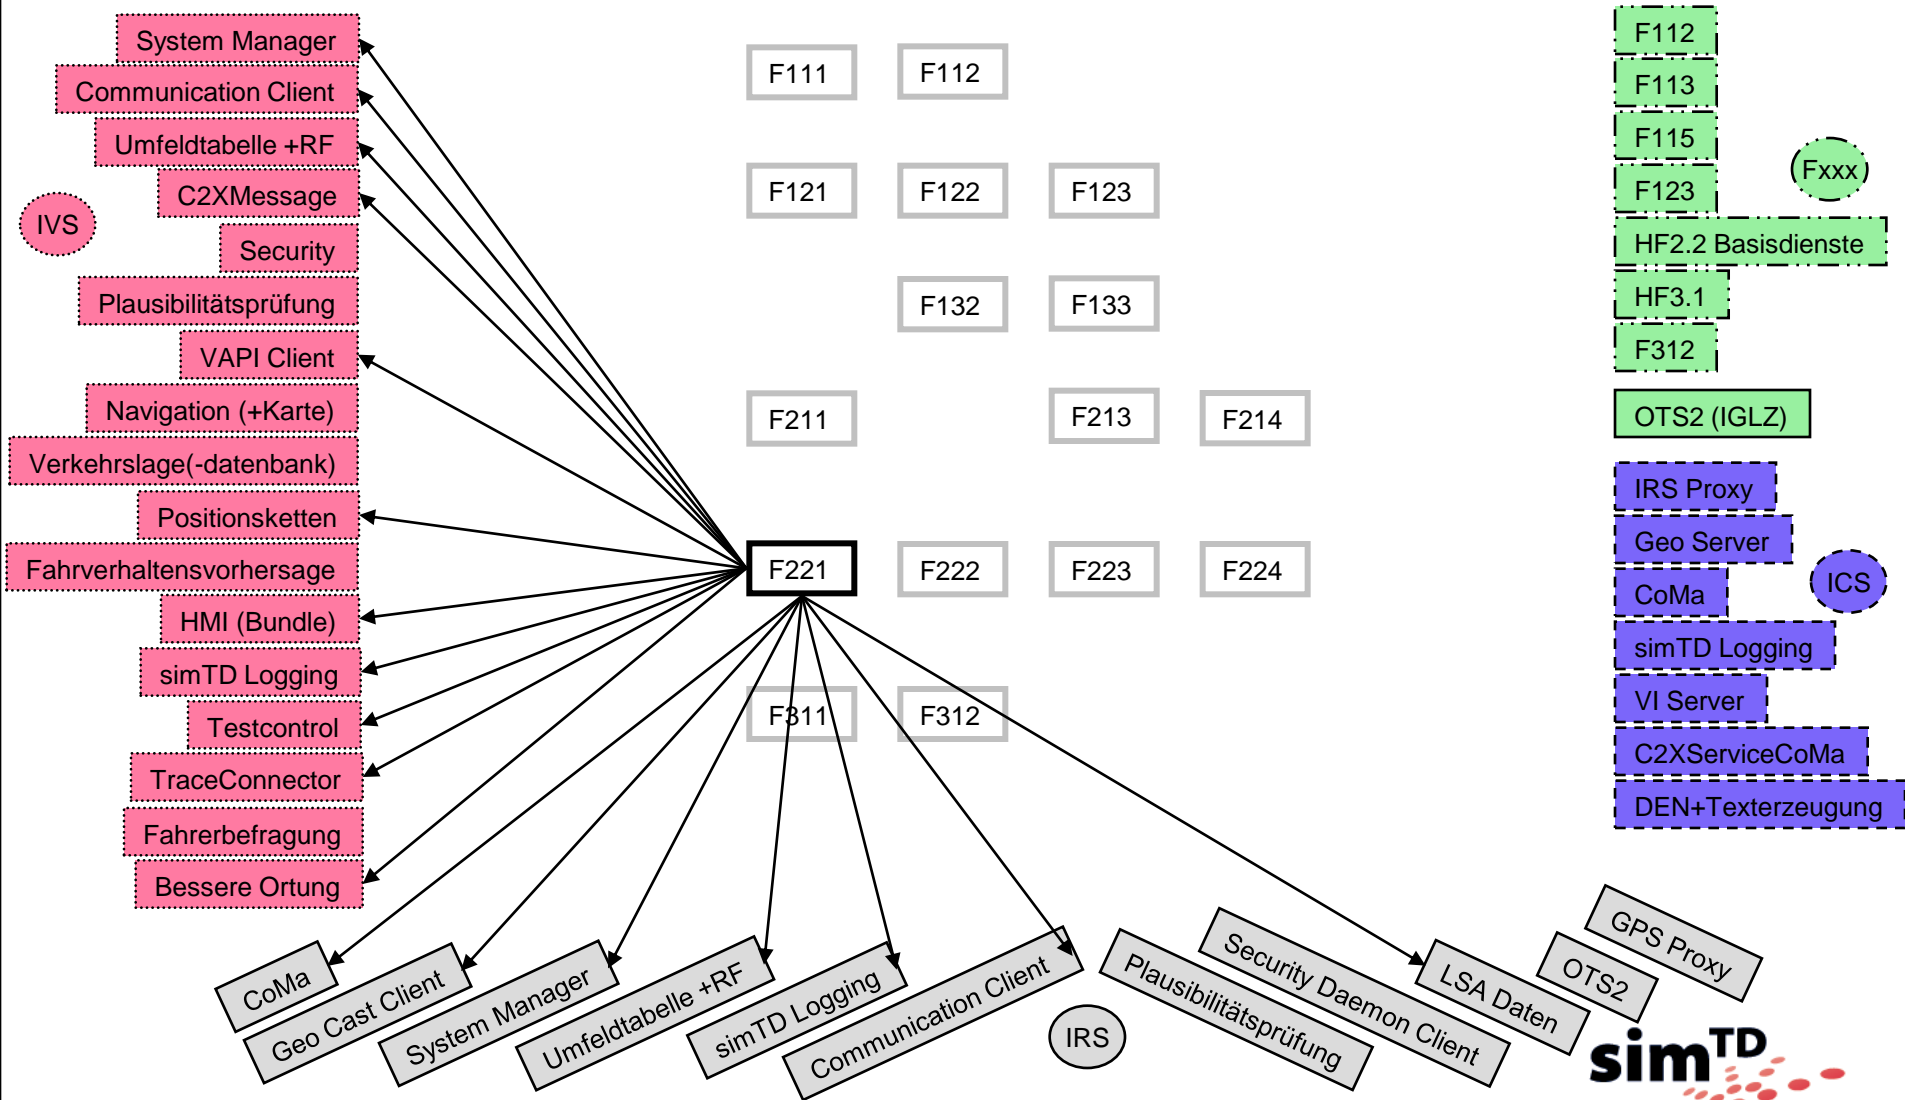 System Manager
Communication Client
Umfeldtabelle +RF
C2XMessage
IVS
Security
Plausibilitätsprüfung
VAPI Client
Navigation (+Karte)
Verkehrslage(-datenbank)
Positionsketten
Fahrverhaltensvorhersage
HMI (Bundle)
simTD Logging
Testcontrol
TraceConnector
Fahrerbefragung
Bessere Ortung
F111 F112
F121 F122 F123
F132 F133
F211 F213 F214
F221 F222 F223 F224
F311 F312
F112
F113
F115
Fxxx
F123
HF2.2 Basisdienste
HF3.1
F312
OTS2 (IGLZ)
IRS Proxy
Geo Server
ICS
CoMa
simTD Logging
VI Server
C2XServiceCoMa
DEN+Texterzeugung
CoMa
Geo Cast Client
System Manager
Umfeldtabelle +RF
simTD Logging
Communication Client
IRS
Plausibilitätsprüfung
Security Daemon Client
LSA Daten
OTS2
GPS Proxy
simTD